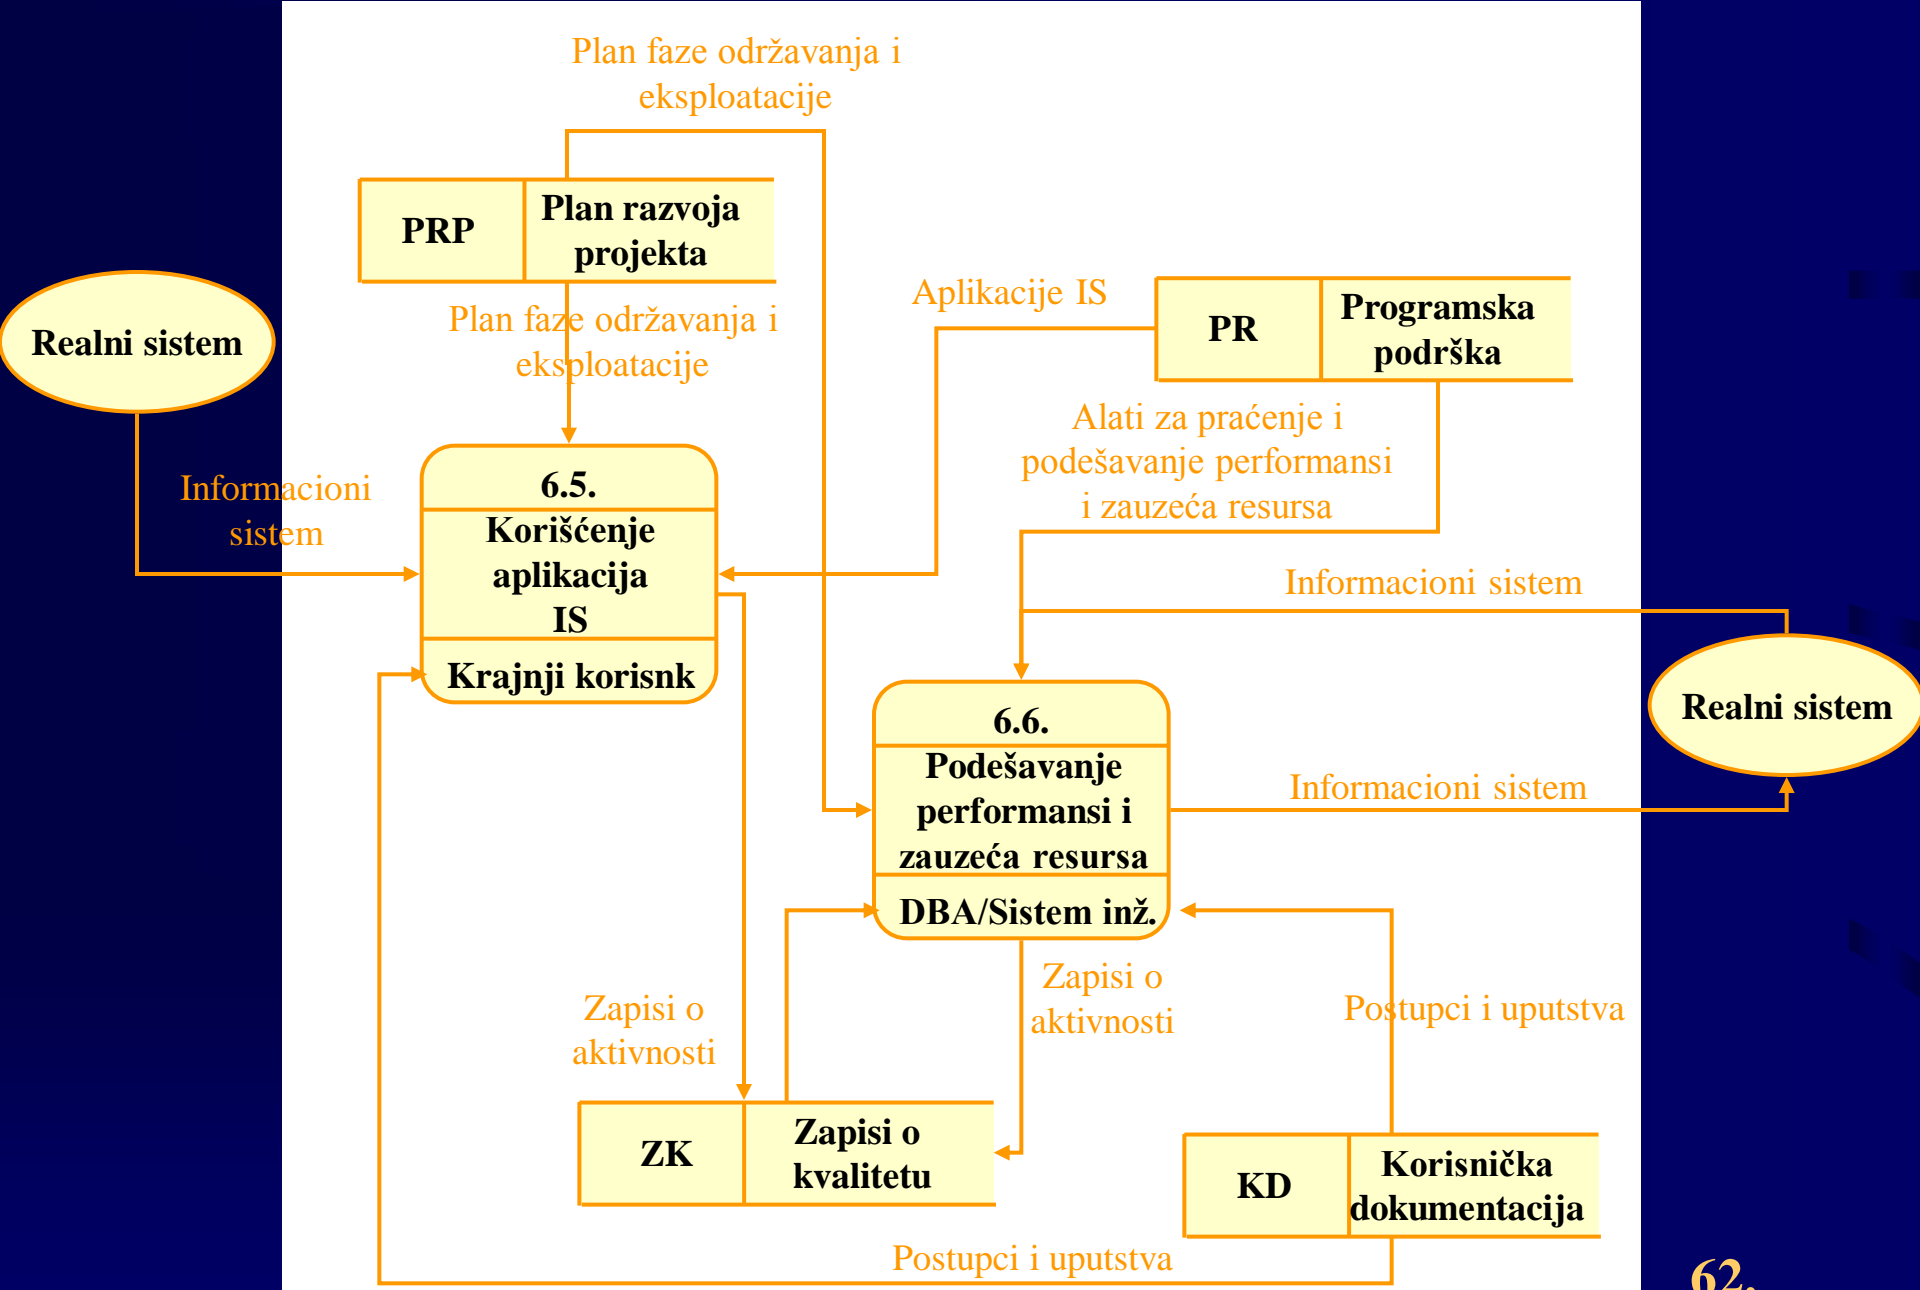 Plan faze održavanja i
eksploatacije
PRP
Plan razvoja
projekta
Realni sistem
Plan faze održavanja i
eksploatacije
Aplikacije IS
PR
Programska
podrška
Alati za praćenje i
podešavanje performansi
i zauzeća resursa
Informacioni
sistem
6.5.
Korišćenje
aplikacija
IS
Krajnji korisnk
Informacioni sistem
Realni sistem
6.6.
Podešavanje
performansi i
zauzeća resursa
DBA/Sistem inž.
Informacioni sistem
Zapisi o
aktivnosti
Zapisi o
aktivnosti
Postupci i uputstva
ZK
Zapisi o
kvalitetu
KD
Korisnička
dokumentacija
Postupci i uputstva
62.